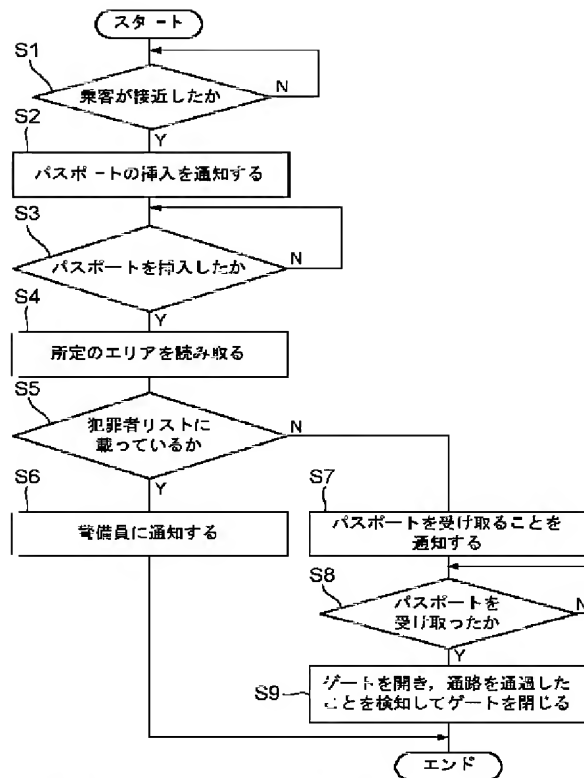 スタート
S1
乗客が接近したか
N
Y
S2
パスポートの挿入を通知する
S3
パスポートを挿入したか
N
Y
S4
所定のエリアを読み取る
S5
犯罪者リストに
載っているか
N
Y
S6
警備員に通知する
S7
パスポートを受け取ることを
通知する
S8
パスポートを
受け取ったか
N
Y
S9
ゲートを開き，通路を通過した
ことを検知してゲートを閉じる
エンド